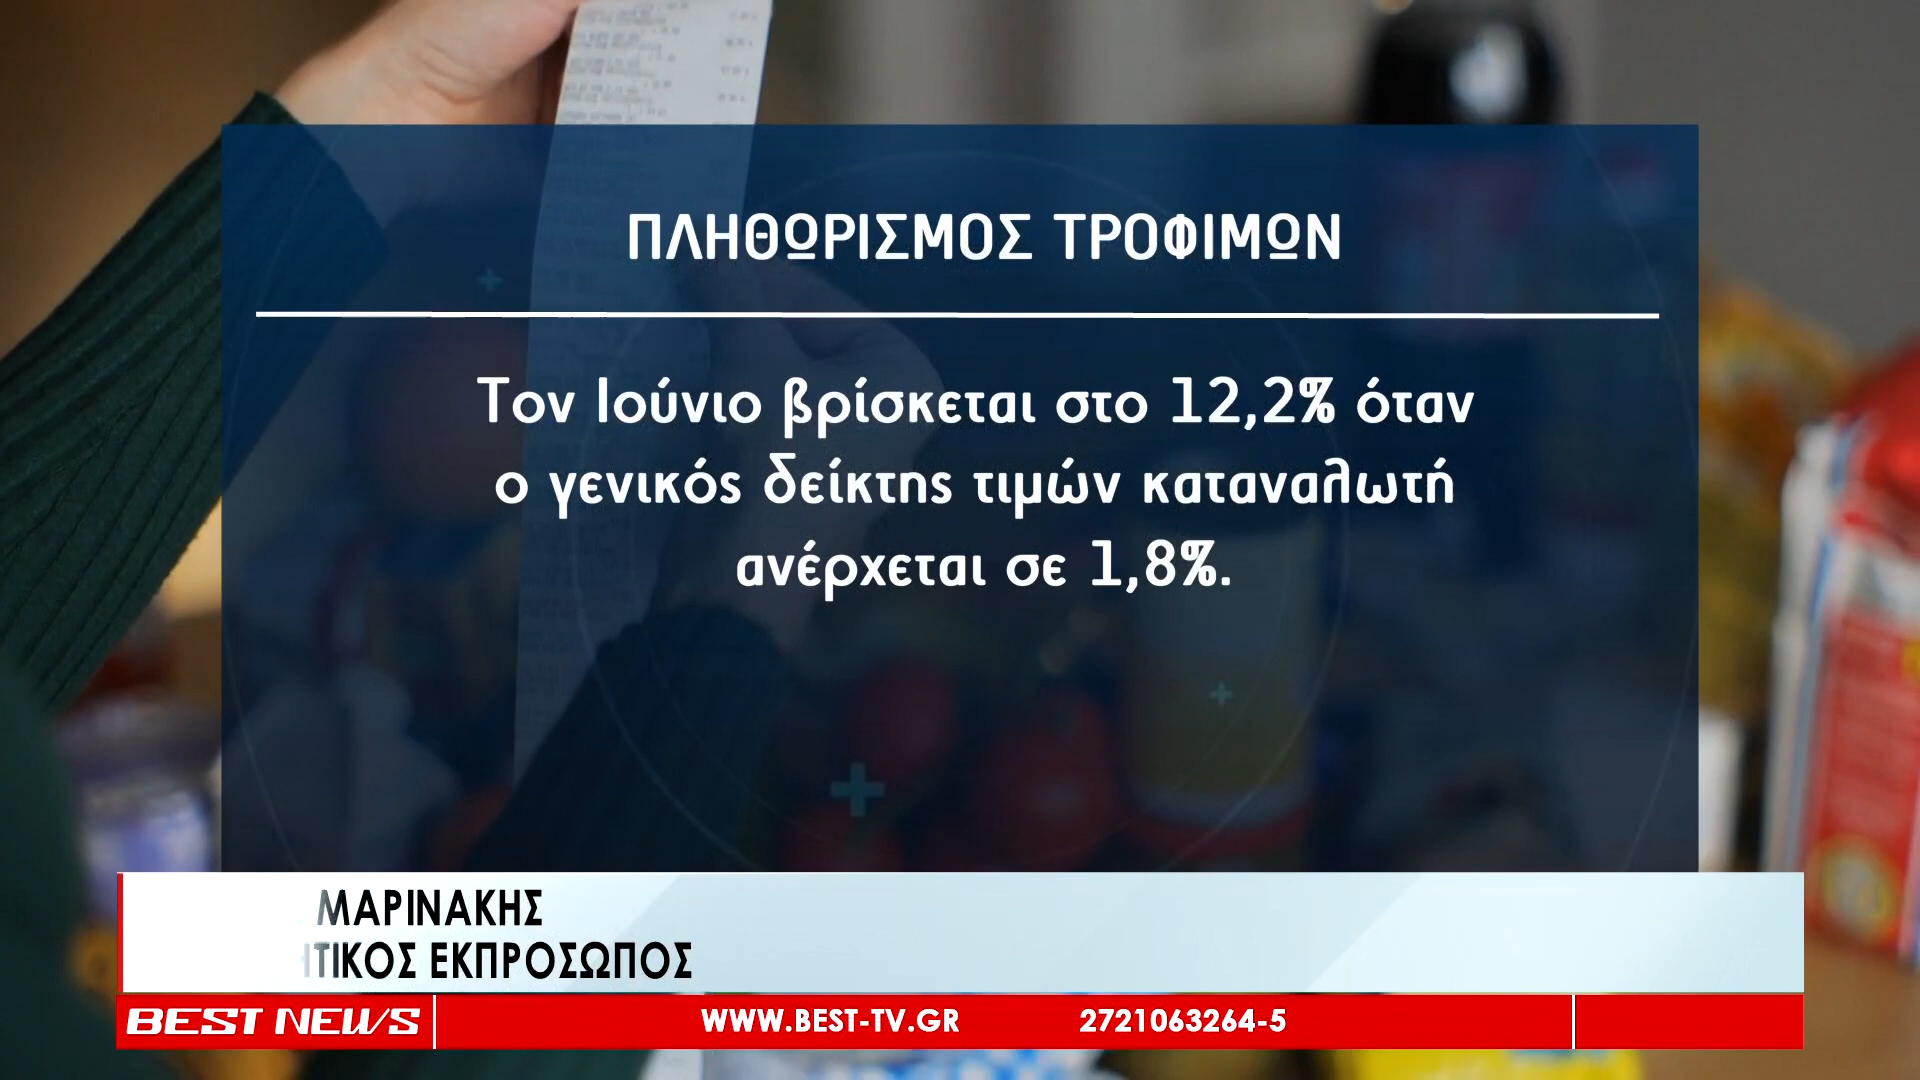 ΠΛΗΘΩΡΙΣΜΟΣ ΤΡΟΦΙΜΩΝ
Τον Ιούνιο βρίσκεται στο 12,2% όταν
ο γενικός δείκτης τιμών καταναλωτή
ανέρχεται σε 1,8%.
ΜΑΡΙΝΑΚΗΣ
ΤΙΚΟΣ ΕΚΠΡΟΣΩΠΟΣ
BEST NEWS WWW.BEST-TV.GR 2721063264-5